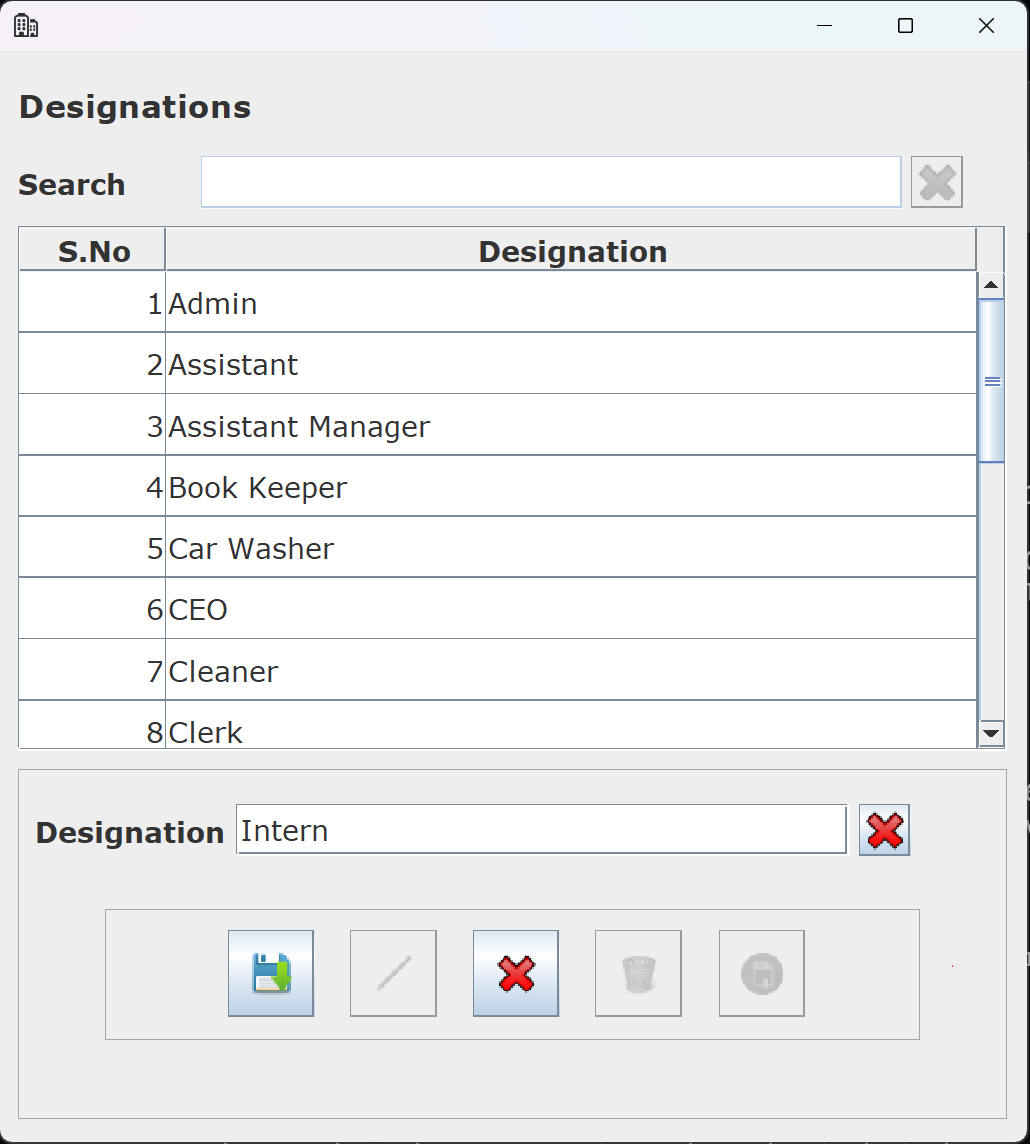 Designations
Search
S.No Designation
1 Admin
2 Assistant
3 Assistant Manager
4 Book Keeper
5 Car Washer
6 CEO
7 Cleaner
8 Clerk
Designation Intern